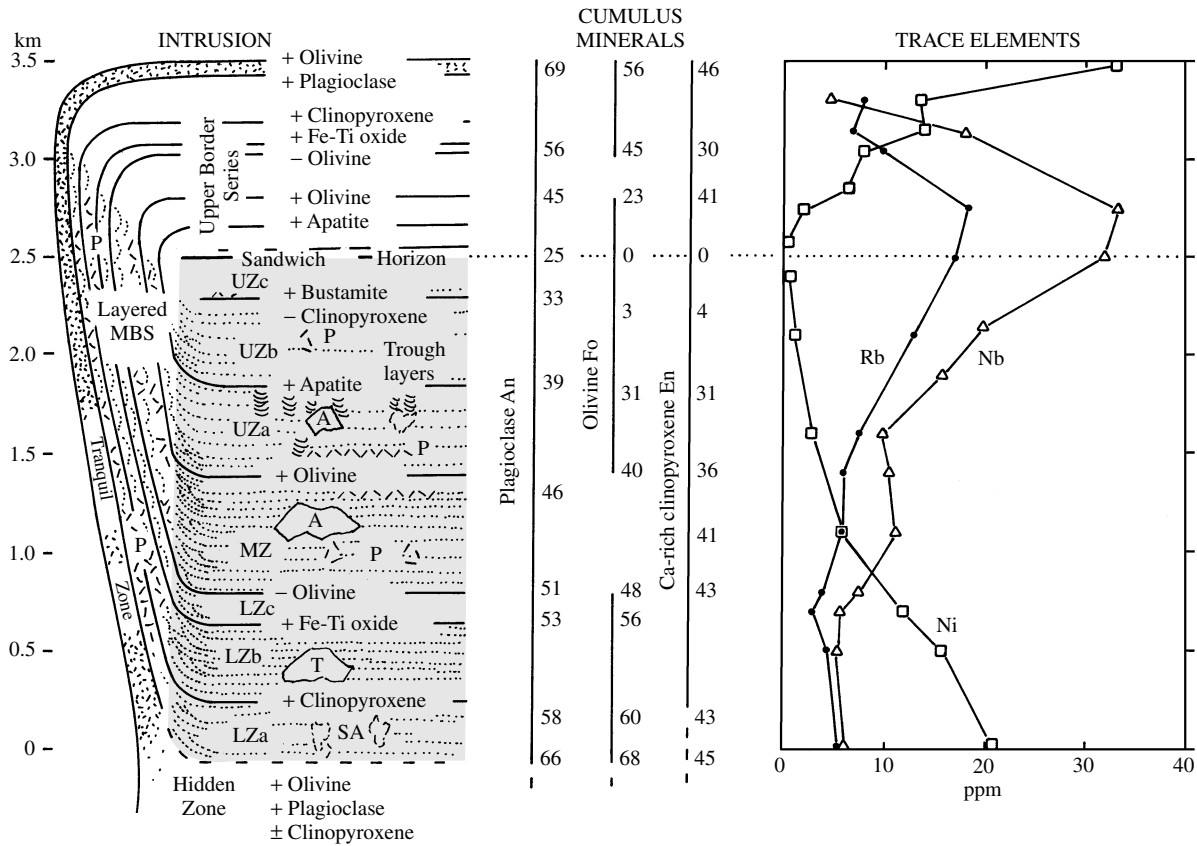 CUMULUS
MINERALS
km
INTRUSION
TRACE ELEMENTS
3.5
3.0
2.5
2.0
1.5
1.0
0.5
0
+ Olivine
+ Plagioclase
+ Clinopyroxene
+ Fe-Ti oxide
− Olivine
+ Olivine
+ Apatite
Upper Border
Series
P
Sandwich
Horizon
UZc
+ Bustamite
− Clinopyroxene
Layered
MBS
P
UZb
Trough
layers
+ Apatite
A
UZa
P
+ Olivine
A
MZ
P
− Olivine
LZc
+ Fe-Ti oxide
LZb
T
+ Clinopyroxene
LZa
SA
Tranquil
Zone
P
Hidden
Zone
+ Olivine
+ Plagioclase
± Clinopyroxene
Plagioclase An
69
56
45
25
33
39
46
51
53
58
66
Olivine Fo
56
45
23
0
3
31
40
48
56
60
68
Ca-rich clinopyroxene En
46
30
41
0
4
31
36
41
43
43
45
Rb
Nb
Ni
0 10 20 30 40
ppm